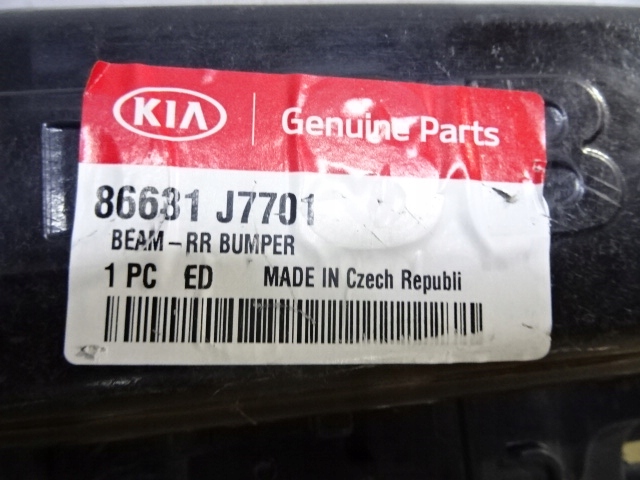 KIA Genuine Parts
86631 J7701
BEAM-RR BUMPER
1 PC ED MADE IN Czech Republi